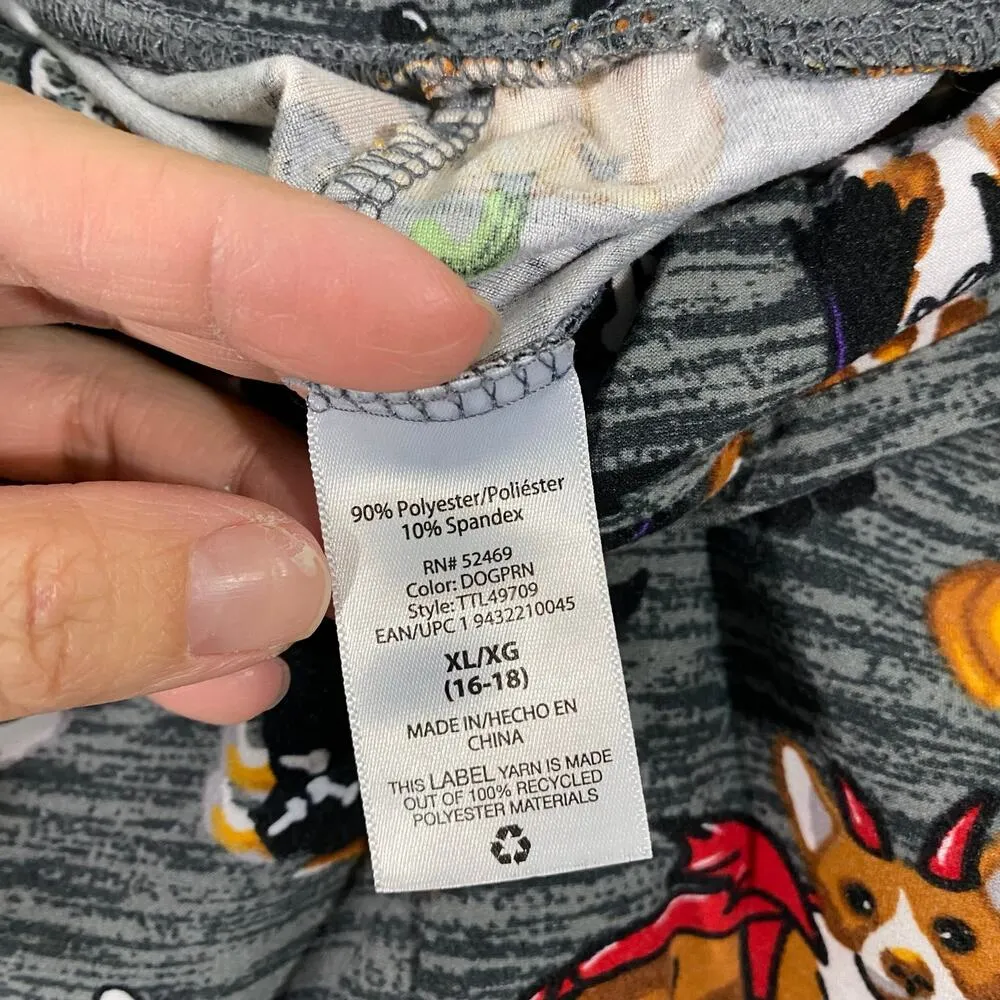 90% Polyester/Poliéster
10% Spandex
RN# 52469
Color: DOGPRN
Style: TTL49709
EAN/UPC 1 9432210045
XL/XG
(16-18)
MADE IN/HECHO EN
CHINA
THIS LABEL YARN IS MADE
OUT OF 100% RECYCLED
POLYESTER MATERIALS